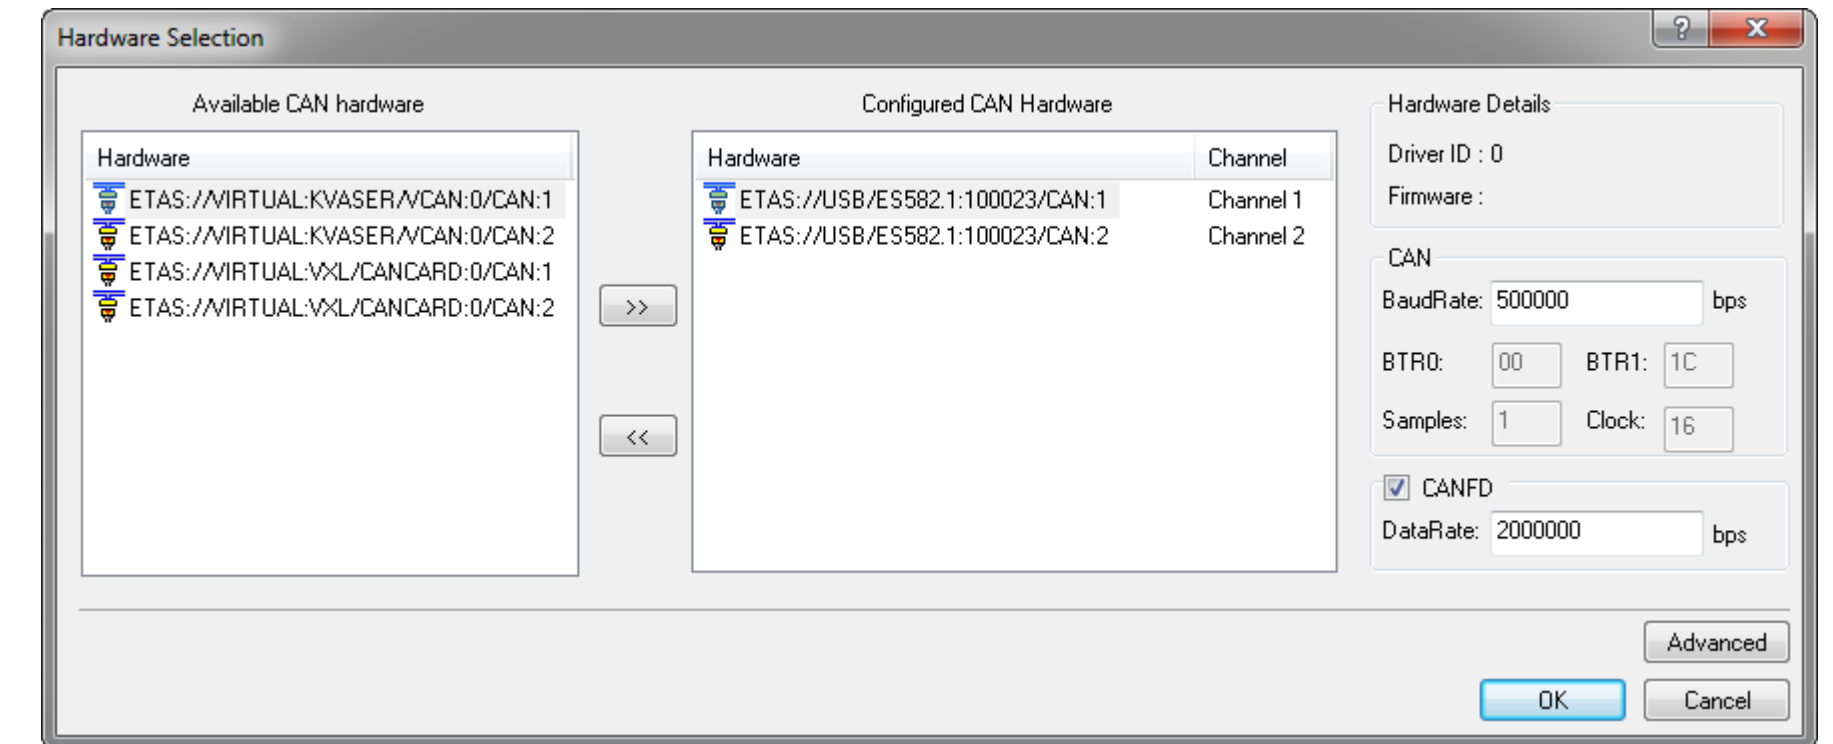 Hardware Selection
Available CAN hardware
Hardware
ETAS://VIRTUAL:KVASER/VCAN:0/CAN:1
ETAS://VIRTUAL:KVASER/VCAN:0/CAN:2
ETAS://VIRTUAL:VXL/CANCARD:0/CAN:1
ETAS://VIRTUAL:VXL/CANCARD:0/CAN:2
>>
<<
Configured CAN Hardware
Hardware Channel
ETAS://USB/ES582.1:100023/CAN:1 Channel 1
ETAS://USB/ES582.1:100023/CAN:2 Channel 2
Hardware Details
Driver ID : 0
Firmware :
CAN
BaudRate: 500000 bps
BTR0: 00 BTR1: 1C
Samples: 1 Clock: 16
CANFD
DataRate: 2000000 bps
Advanced
OK Cancel